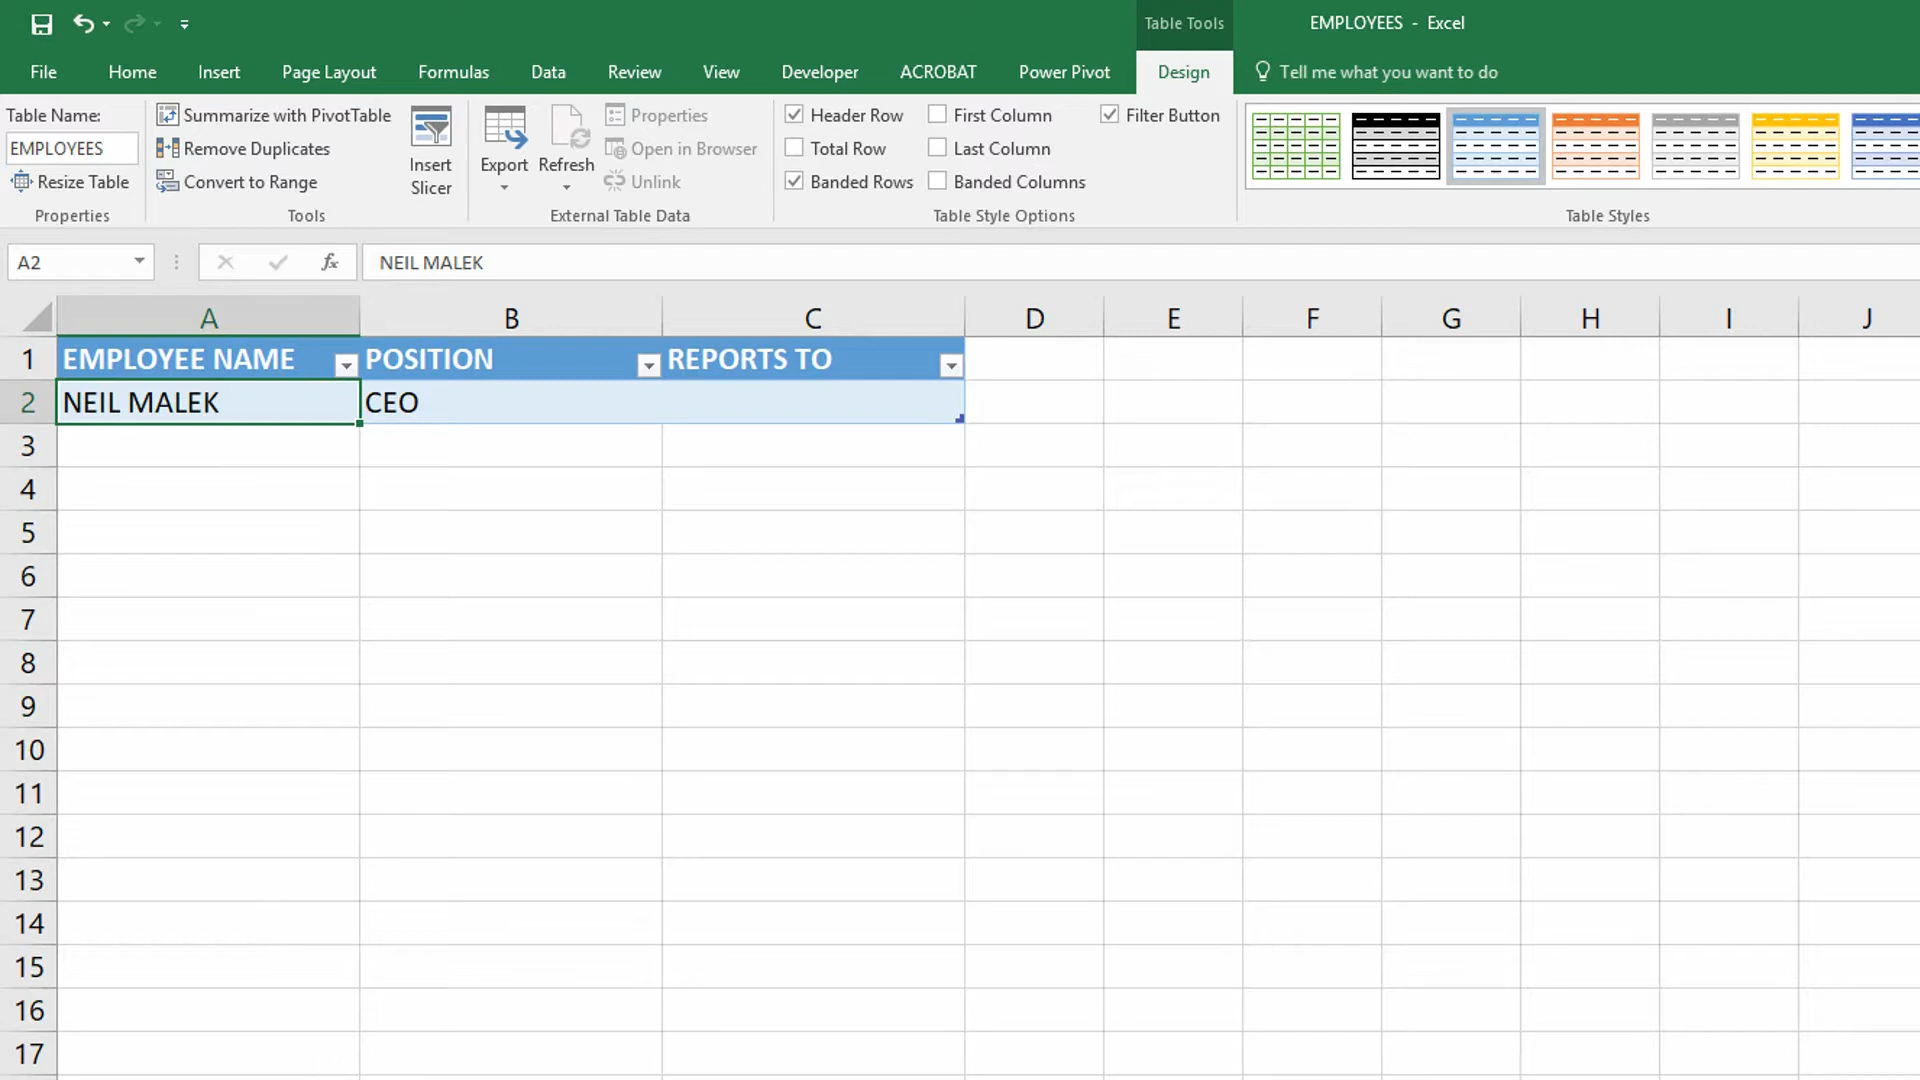 Table Tools
EMPLOYEES - Excel
File Home Insert Page Layout Formulas Data Review View Developer ACROBAT Power Pivot Design Tell me what you want to do
Table Name:
EMPLOYEES
Resize Table
Properties
Summarize with PivotTable
Remove Duplicates
Convert to Range
Tools
Insert
Slicer
Export
Refresh
Properties
Open in Browser
Unlink
External Table Data
Header Row
Total Row
Banded Rows
First Column
Last Column
Banded Columns
Filter Button
Table Style Options
Table Styles
A2
fx
NEIL MALEK
A B C D E F G H I J
1 EMPLOYEE NAME POSITION REPORTS TO
2 NEIL MALEK CEO
3
4
5
6
7
8
9
10
11
12
13
14
15
16
17